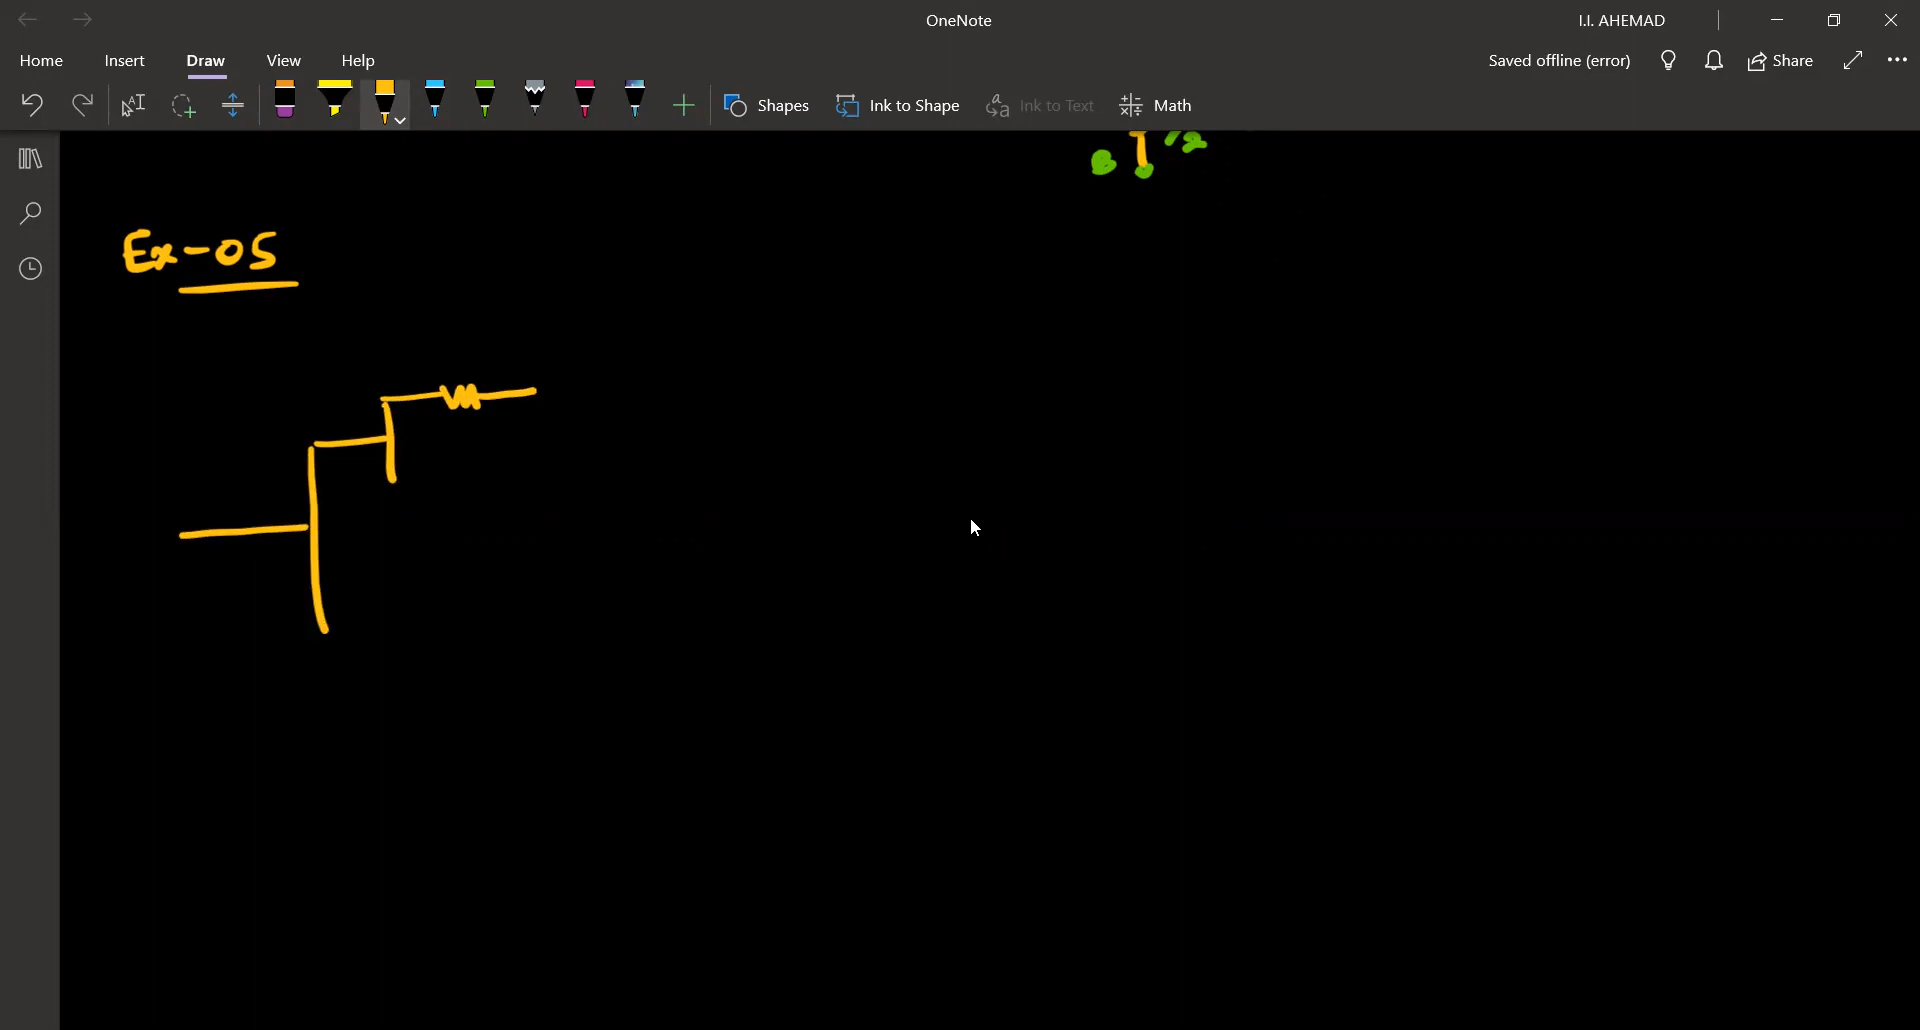 OneNote
I.I. AHEMAD
Home Insert Draw View Help
Saved offline (error) Share
Shapes Ink to Shape Ink to Text Math
Ex-05